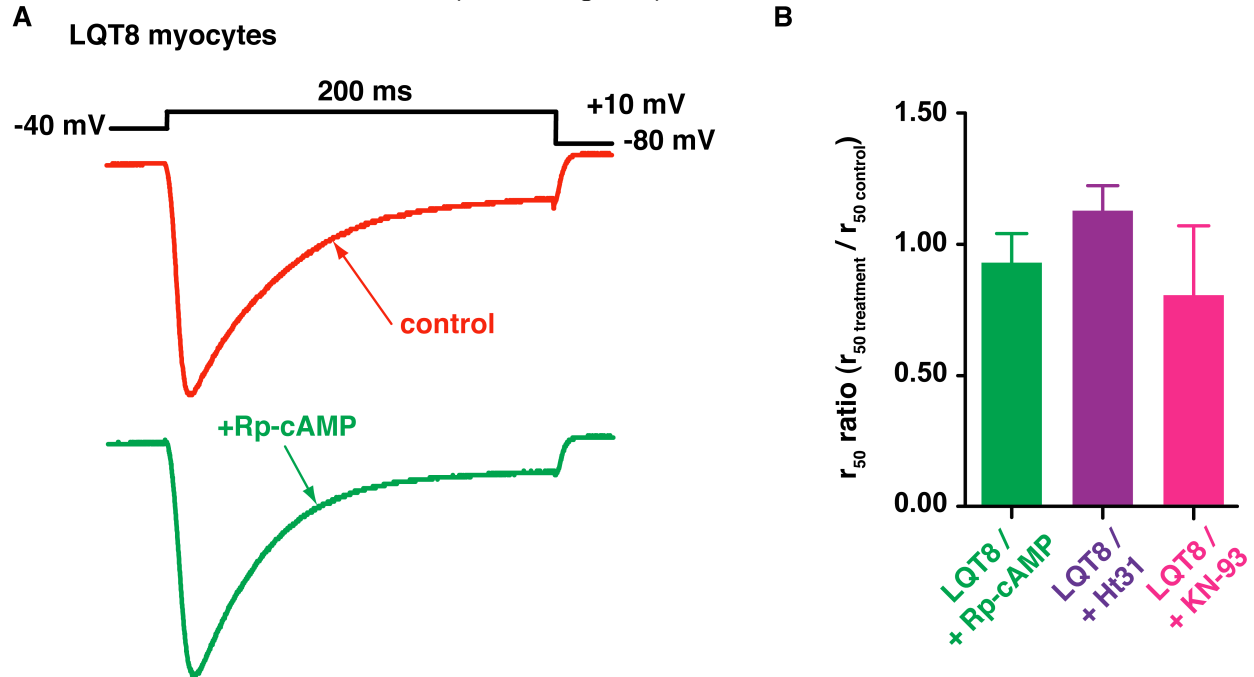 A
B
LQT8 myocytes
200 ms
+10 mV
-40 mV
-80 mV
control
+Rp-cAMP
1.50
1.00
0.50
0.00
r50 ratio (r50 treatment / r50 control)
LQT8 /
+ Rp-cAMP
LQT8 /
+ Ht31
LQT8 /
+ KN-93